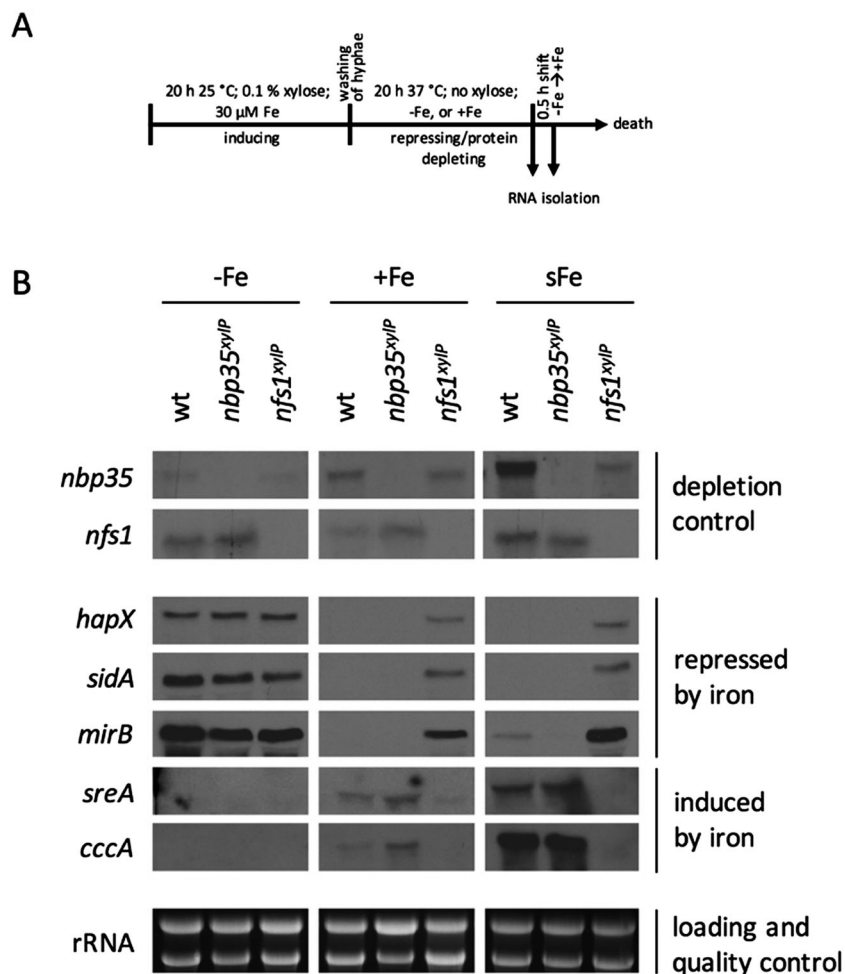 A
20 h 25 °C; 0.1 % xylose;
30 µM Fe
inducing
washing
of hyphae
20 h 37 °C; no xylose;
-Fe, or +Fe
repressing/protein
depleting
0.5 h shift
-Fe → +Fe
death
RNA isolation
B
-Fe +Fe sFe
wt nbp35xylP nfs1xylP wt nbp35xylP nfs1xylP wt nbp35xylP nfs1xylP
nbp35
nfs1
depletion
control
hapX
sidA
mirB
repressed
by iron
sreA
cccA
induced
by iron
rRNA
loading and
quality control